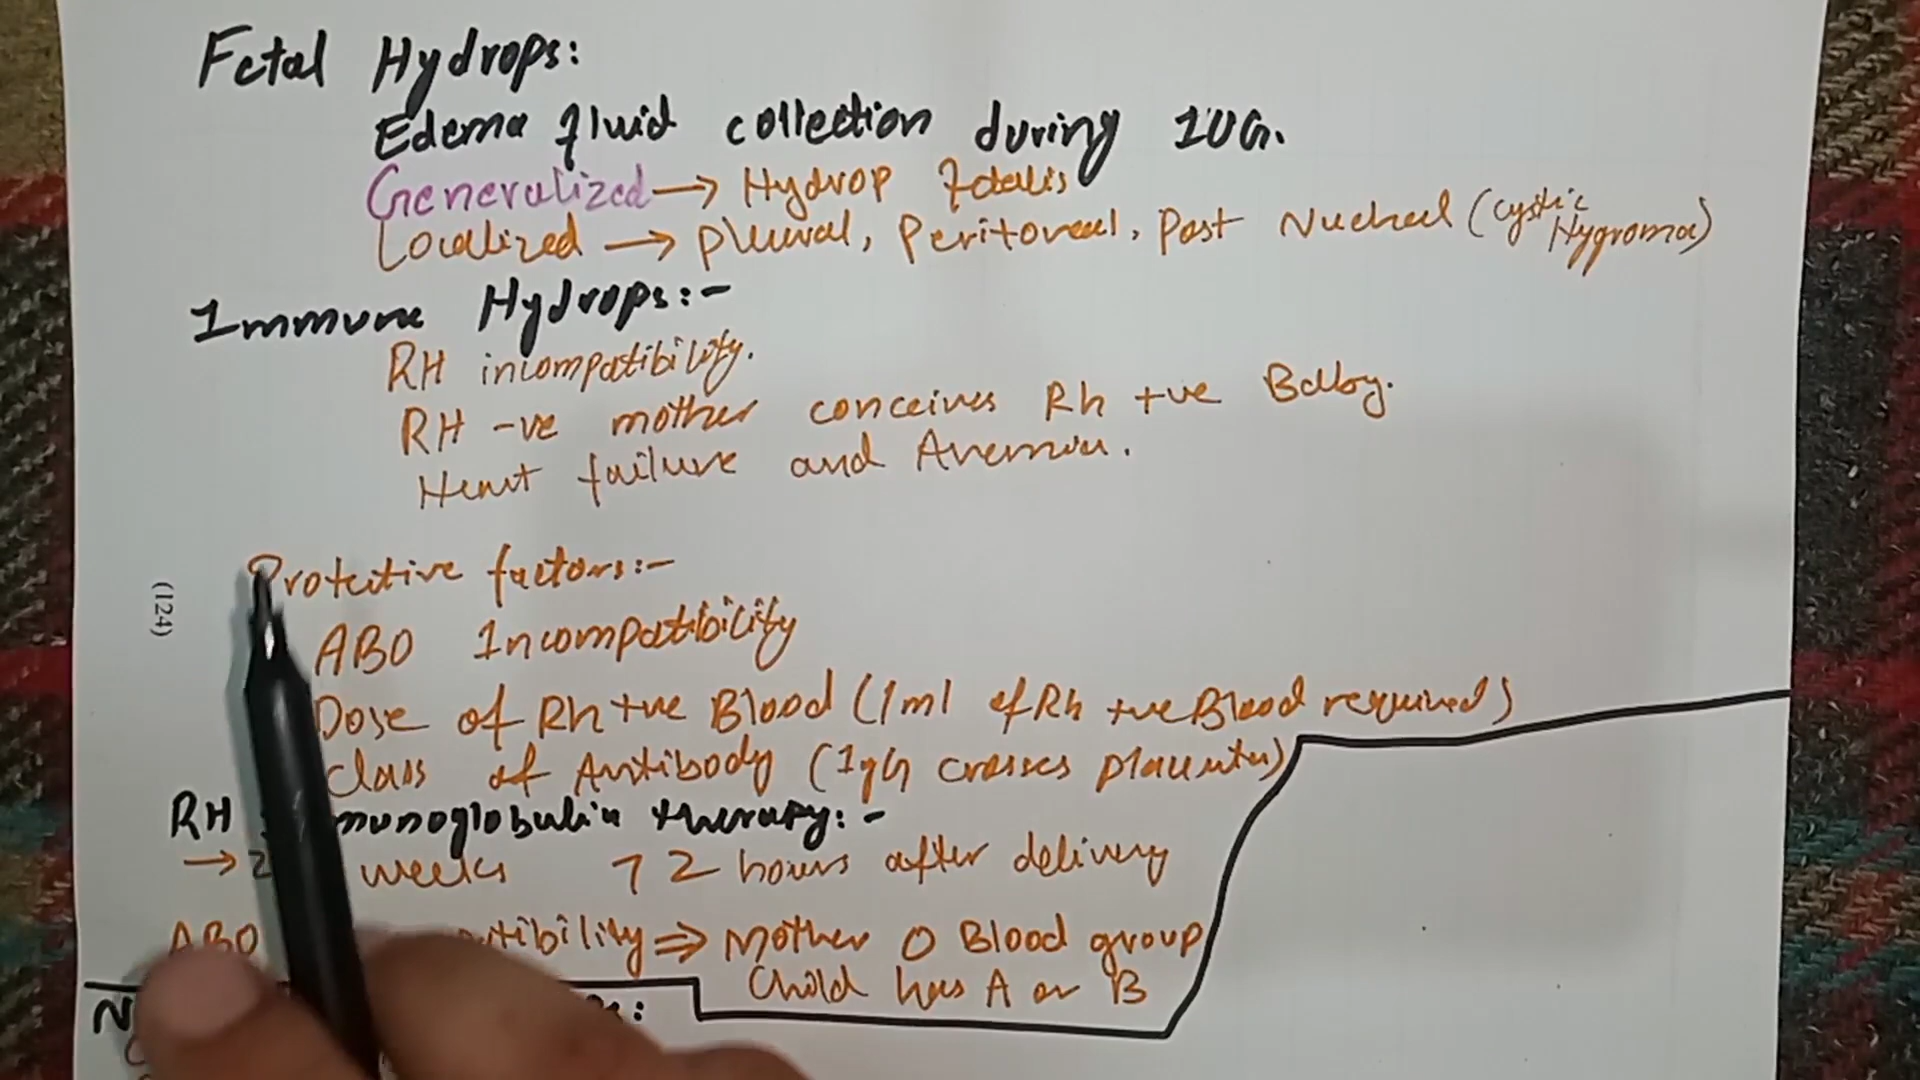 Fetal Hydrops:
Edema fluid collection during IUG.
Generalized → Hydrop fetalis
Localized → pleural, Peritoneal, Post Nucheal (cystic Hygroma)
Immune Hydrops:-
RH incompatibility.
RH -ve mother conceives Rh +ve Baby.
Heart failure and Anemia.
Protective factors:-
ABO Incompatibility
Dose of Rh +ve Blood (1ml of Rh +ve Blood required)
Class of Antibody (IgG crosses placenta)
RH munoglobulin therapy:-
→ 2 weeks 72 hours after delivery
ABO atibility ⇒ Mother O Blood group
Child has A or B
(124)